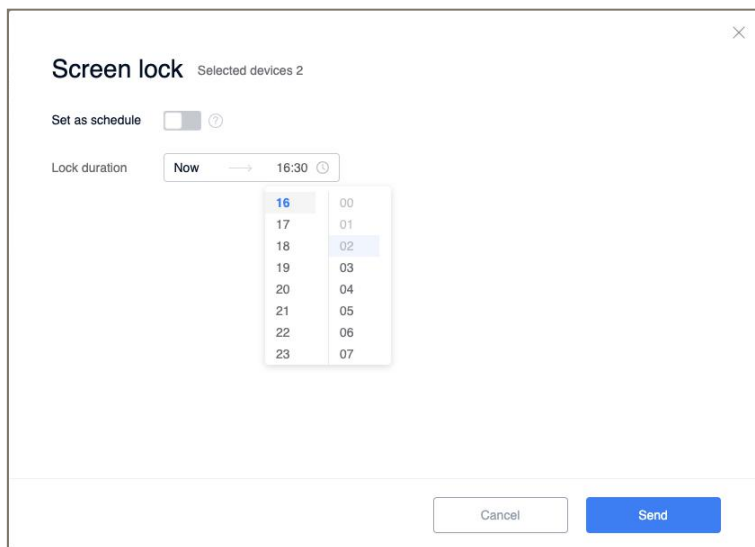 Screen lock Selected devices 2
Set as schedule ?
Lock duration Now 16:30
16 00
17 01
18 02
19 03
20 04
21 05
22 06
23 07
Cancel Send